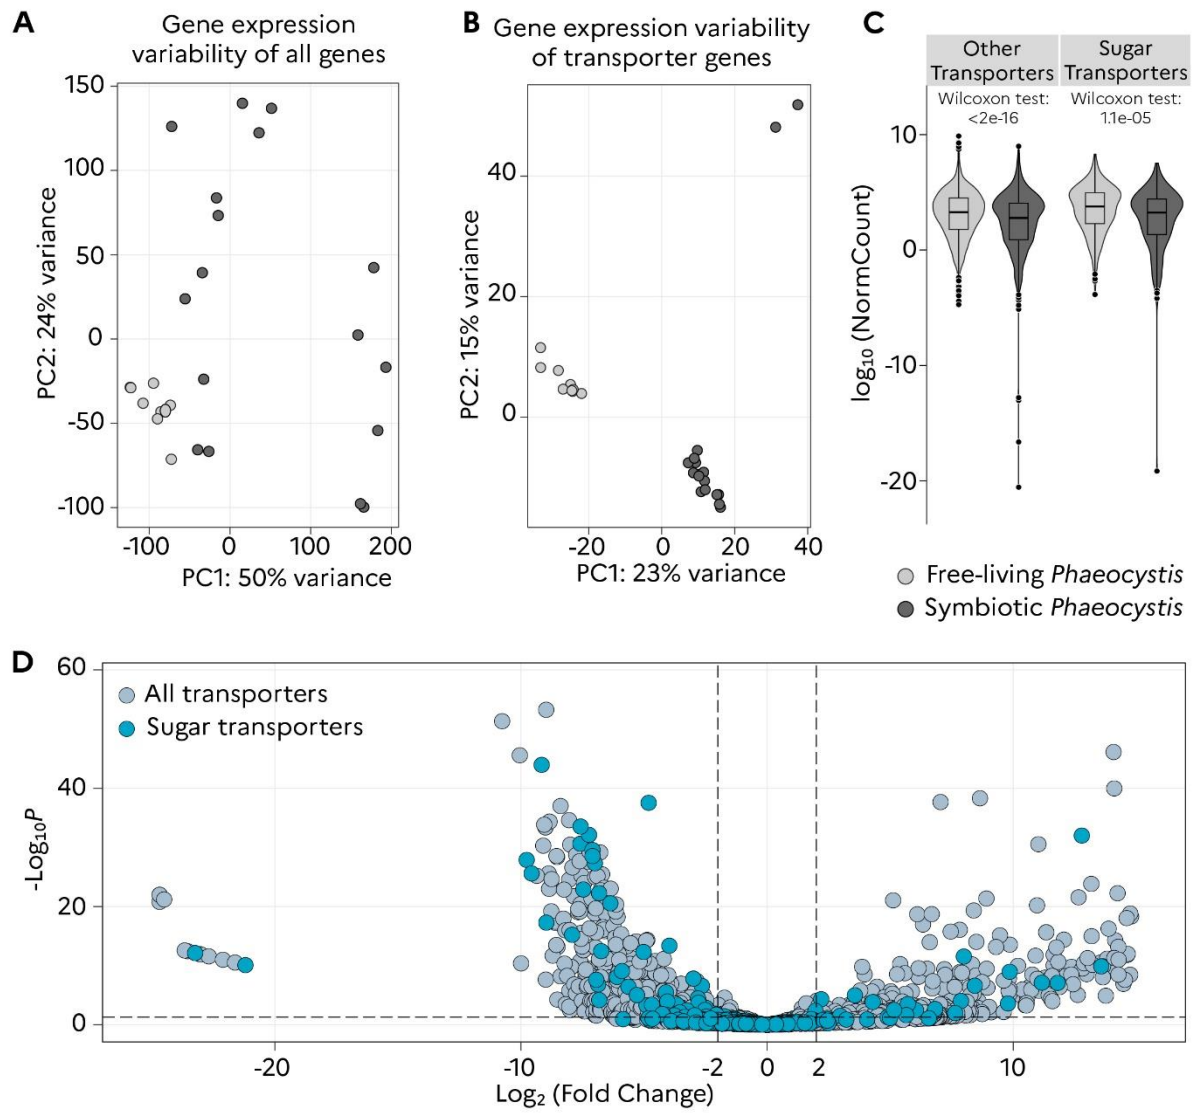 A
Gene expression
variability of all genes
150
100
50
0
-50
-100
PC2: 24% variance
-100
0
100
200
PC1: 50% variance
B
Gene expression variability
of transporter genes
40
20
0
PC2: 15% variance
-20
0
20
40
PC1: 23% variance
C
Other
Transporters
Sugar
Transporters
Wilcoxon test:
<2e-16
Wilcoxon test:
1.1e-05
10
0
-10
-20
log₁₀ (NormCount)
Free-living Phaeocystis
Symbiotic Phaeocystis
D
60
40
20
0
-Log₁₀P
All transporters
Sugar transporters
-20
-10
-2
0
2
10
Log₂ (Fold Change)